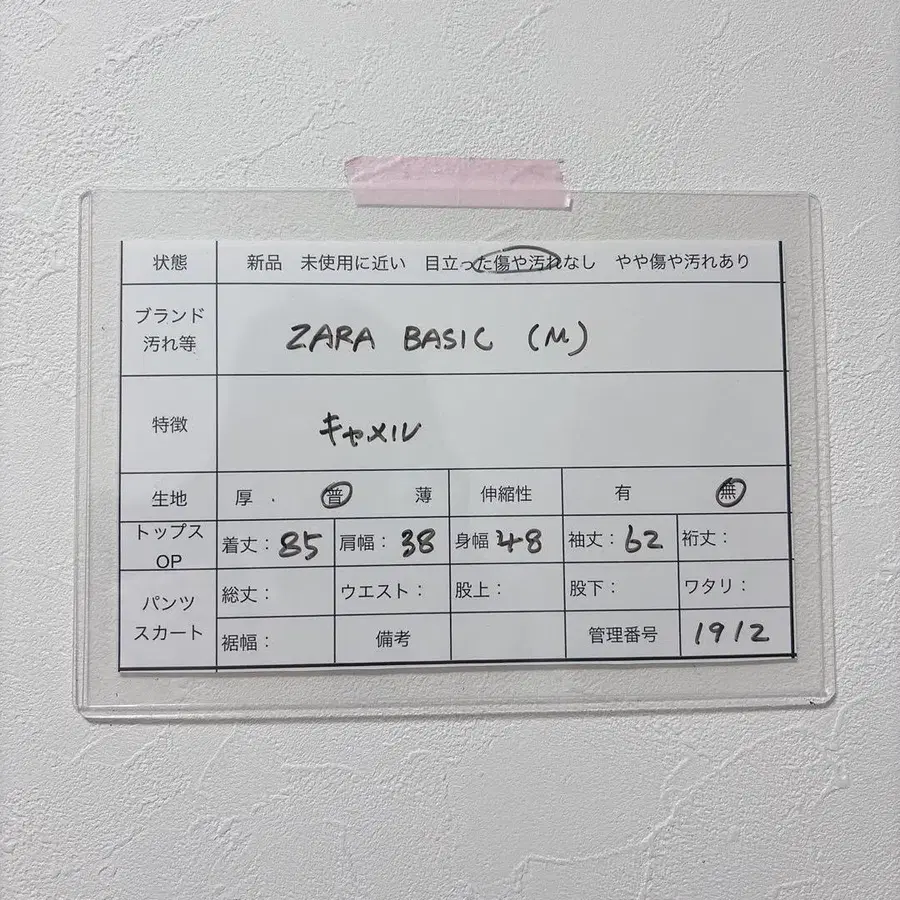 状態 新品 未使用に近い 目立った傷や汚れなし やや傷や汚れあり
ブランド
汚れ等 ZARA BASIC (M)
特徴 キャメル
生地 厚 . 普 薄 伸縮性 有 無
トップス
OP 着丈：85 肩幅：38 身幅 48 袖丈：62 裄丈：
パンツ
スカート 総丈： ウエスト： 股上： 股下： ワタリ：
裾幅： 備考 管理番号 1912